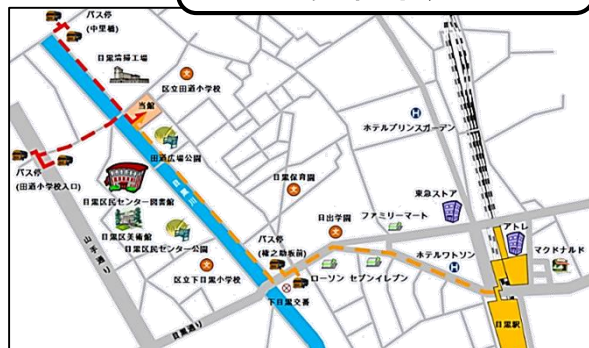 バス停
(中里橋)
目黒清掃工場
区立田道小学校
当館
田道広場公園
バス停
(田道小学校入口)
目黒区民センター図書館
目黒区美術館
目黒区民センター公園
区立下目黒小学校
目黒川
山手通り
目黒通り
目黒保育園
日出学園
バス停
(権之助坂前)
下目黒交番
ローソン
セブンイレブン
ファミリーマート
ホテルプリンスガーデン
東急ストア
ホテルワトソン
アトレ
マクドナルド
目黒駅